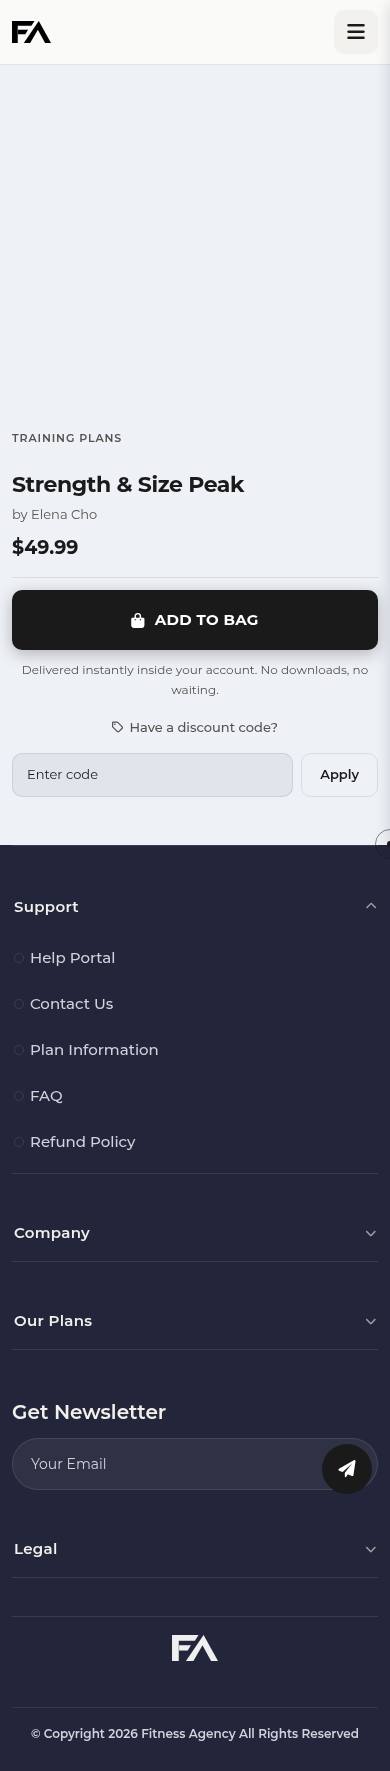 FA
TRAINING PLANS
Strength & Size Peak
by Elena Cho
$49.99
ADD TO BAG
Delivered instantly inside your account. No downloads, no
waiting.
Have a discount code?
Enter code
Apply
Support
Help Portal
Contact Us
Plan Information
FAQ
Refund Policy
Company
Our Plans
Get Newsletter
Your Email
Legal
FA
© Copyright 2026 Fitness Agency All Rights Reserved